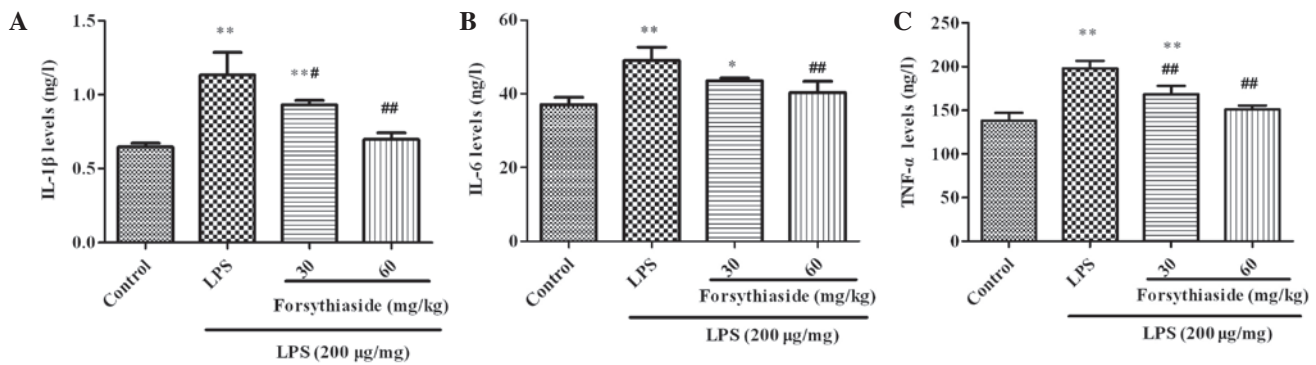 A
IL-1β levels (ng/l)
1.5
1.0
0.5
0.0
**
**#
##
Control
LPS
30
60
Forsythiaside (mg/kg)
LPS (200 μg/mg)
B
IL-6 levels (ng/l)
60
40
20
0
**
*
##
Control
LPS
30
60
Forsythiaside (mg/kg)
LPS (200 μg/mg)
C
TNF-α levels (ng/l)
250
200
150
100
50
0
**
**
##
##
Control
LPS
30
60
Forsythiaside (mg/kg)
LPS (200 μg/mg)